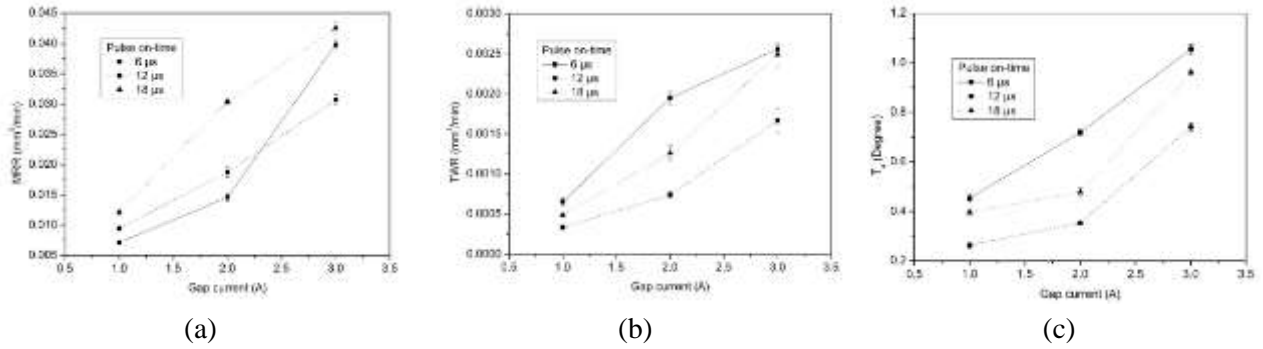 0.045
0.040
0.035
0.030
0.025
0.020
0.015
0.010
0.005
MRR (mm³/min)
Pulse on-time
6 µs
12 µs
18 µs
0.5 1.0 1.5 2.0 2.5 3.0 3.5
Gap current (A)
(a)
0.0030
0.0025
0.0020
0.0015
0.0010
0.0005
0.0000
TWR (mm³/min)
Pulse on-time
6 µs
12 µs
18 µs
0.5 1.0 1.5 2.0 2.5 3.0 3.5
Gap current (A)
(b)
1.2
1.0
0.8
0.6
0.4
0.2
(Degree)
Pulse on-time
6 µs
12 µs
18 µs
0.5 1.0 1.5 2.0 2.5 3.0 3.5
Gap current (A)
(c)